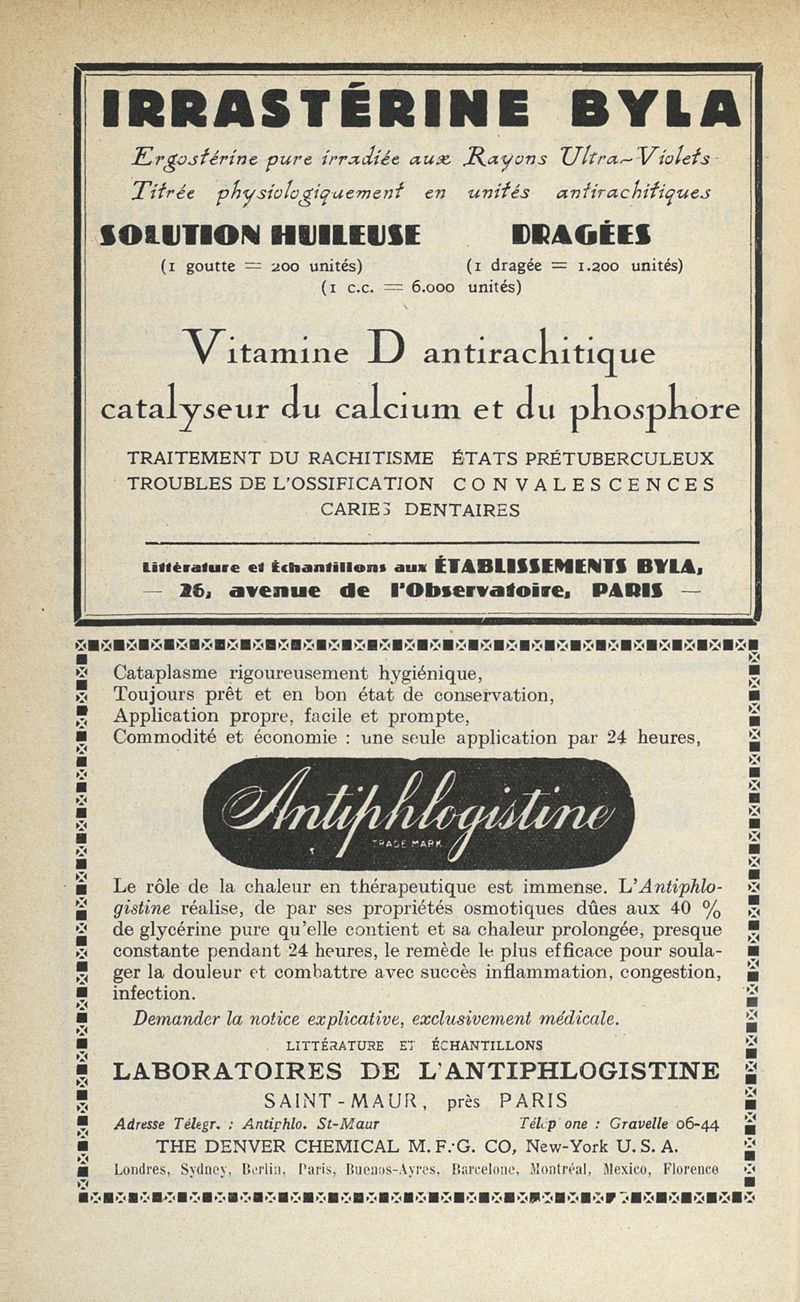 IRRASTÉRINE BYLA
Ergostérine pure irradiée aux Rayons Ultra-Violets
Titrée physiologiquement en unités antirachitiques
SOLUTION HUILEUSE DRAGÉES
(1 goutte = 200 unités) (1 dragée = 1.200 unités)
(1 c.c. = 6.000 unités)
Vitamine D antirachitique
catalyseur du calcium et du phosphore
TRAITEMENT DU RACHITISME ÉTATS PRÉTUBERCULEUX
TROUBLES DE L'OSSIFICATION CONVALESCENCES
CARIES DENTAIRES
Littérature et Échantillons aux ÉTABLISSEMENTS BYLA,
— 26, avenue de l'Observatoire, PARIS —
Cataplasme rigoureusement hygiénique,
Toujours prêt et en bon état de conservation,
Application propre, facile et prompte,
Commodité et économie : une seule application par 24 heures,
Antiphlogistine
TRADE MARK
Le rôle de la chaleur en thérapeutique est immense. L'Antiphlo-
gistine réalise, de par ses propriétés osmotiques dûes aux 40 %
de glycérine pure qu'elle contient et sa chaleur prolongée, presque
constante pendant 24 heures, le remède le plus efficace pour soula-
ger la douleur et combattre avec succès inflammation, congestion,
infection.
Demander la notice explicative, exclusivement médicale.
LITTÉRATURE ET ÉCHANTILLONS
LABORATOIRES DE L'ANTIPHLOGISTINE
SAINT-MAUR, près PARIS
Adresse Télegr. : Antiphlo. St-Maur Télép one : Gravelle 06-44
THE DENVER CHEMICAL M.F.G. CO, New-York U.S.A.
Londres, Sydney, Berlin, Paris, Buenos-Ayres, Barcelone, Montréal, Mexico, Florence